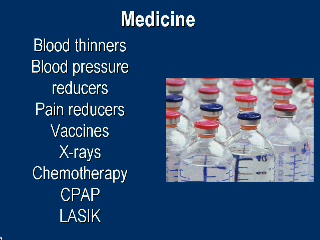 Medicine
Blood thinners
Blood pressure
reducers
Pain reducers
Vaccines
X-rays
Chemotherapy
CPAP
LASIK